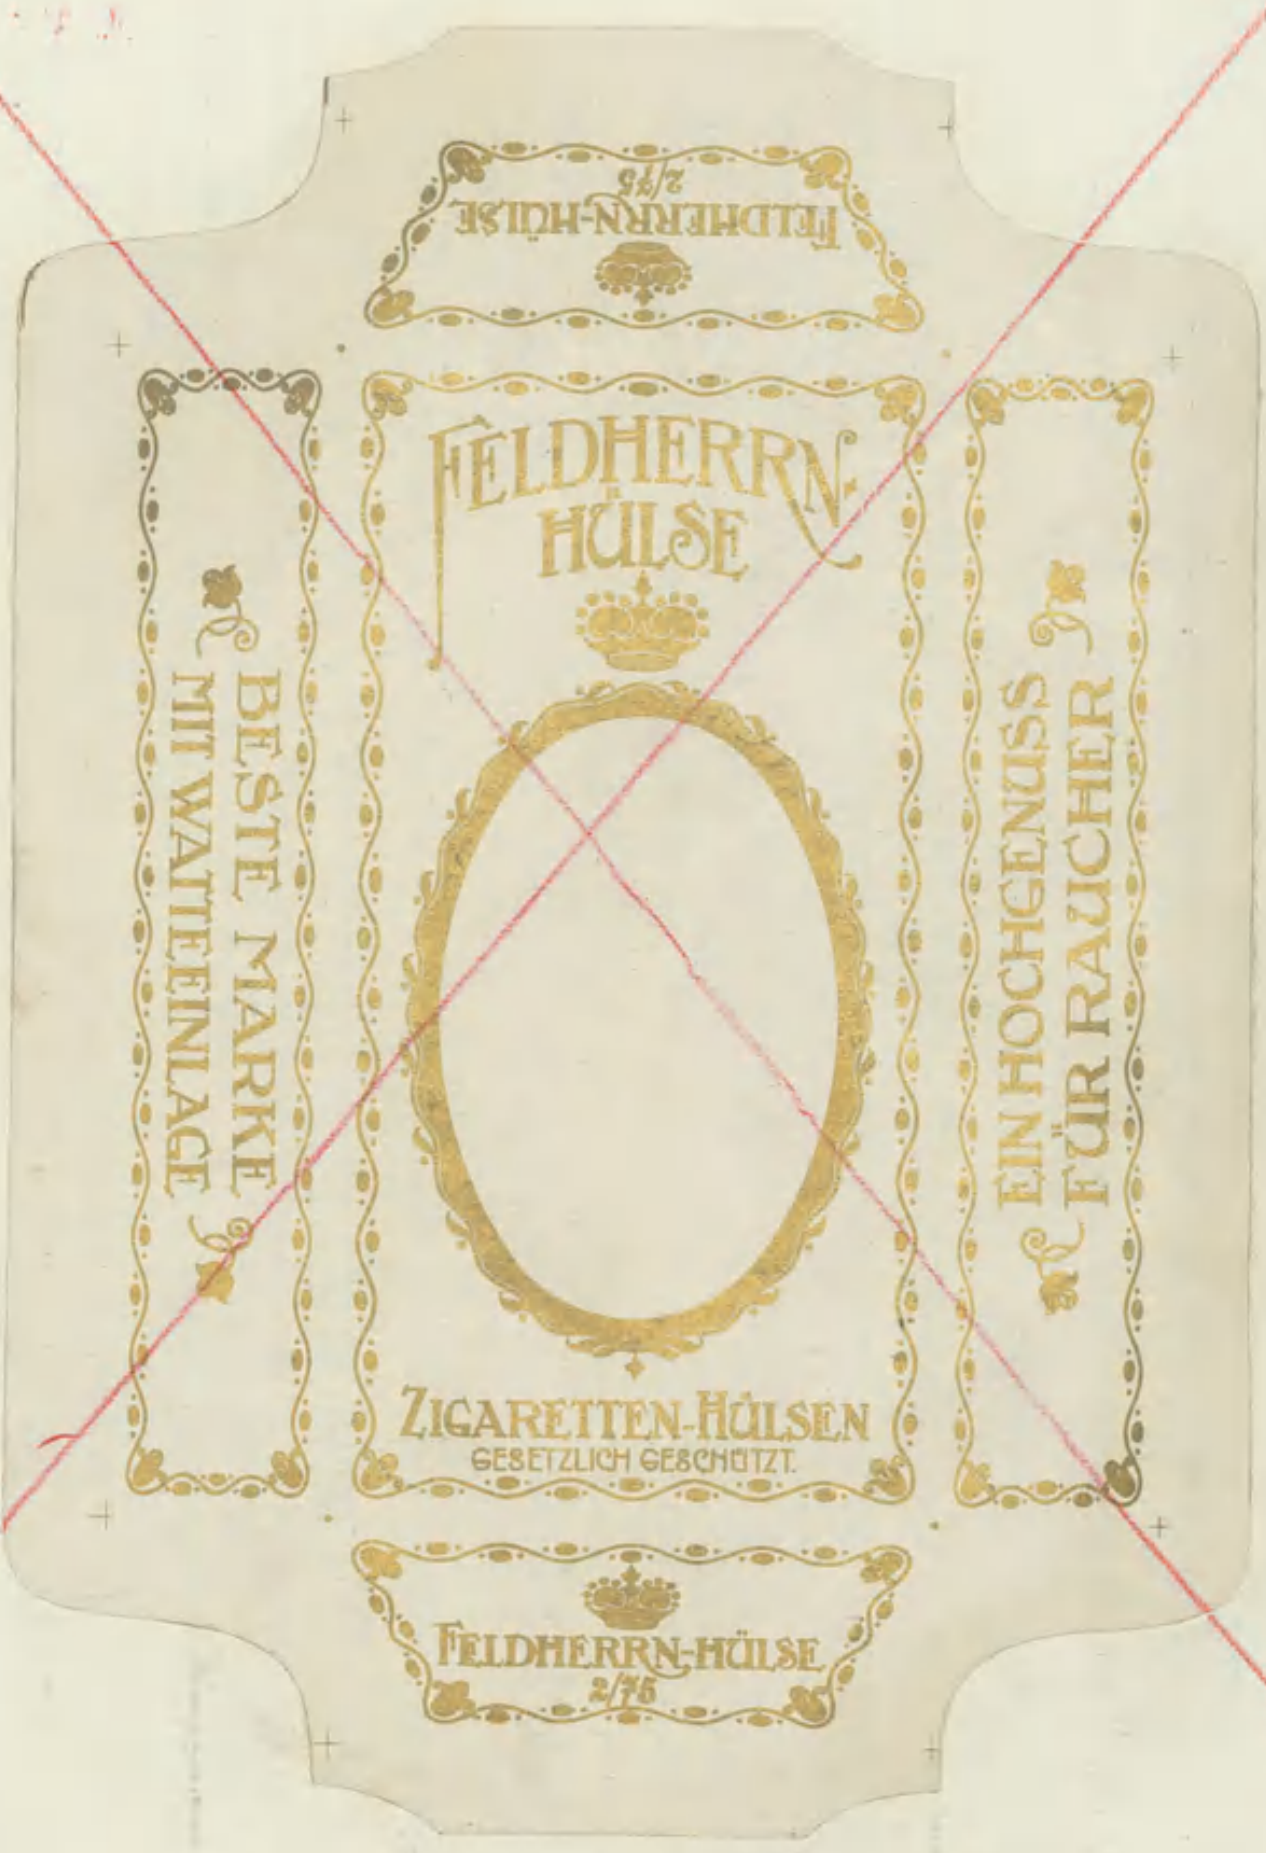 FELDHERRN-HÜLSE
2/75
FELDHERRN-
HÜLSE
BESTE MARKE
MIT WATTEEINLAGE
EIN HOCHGENUSS
FÜR RAUCHER
ZIGARETTEN-HÜLSEN
GESETZLICH GESCHÜTZT.
FELDHERRN-HÜLSE
2/75